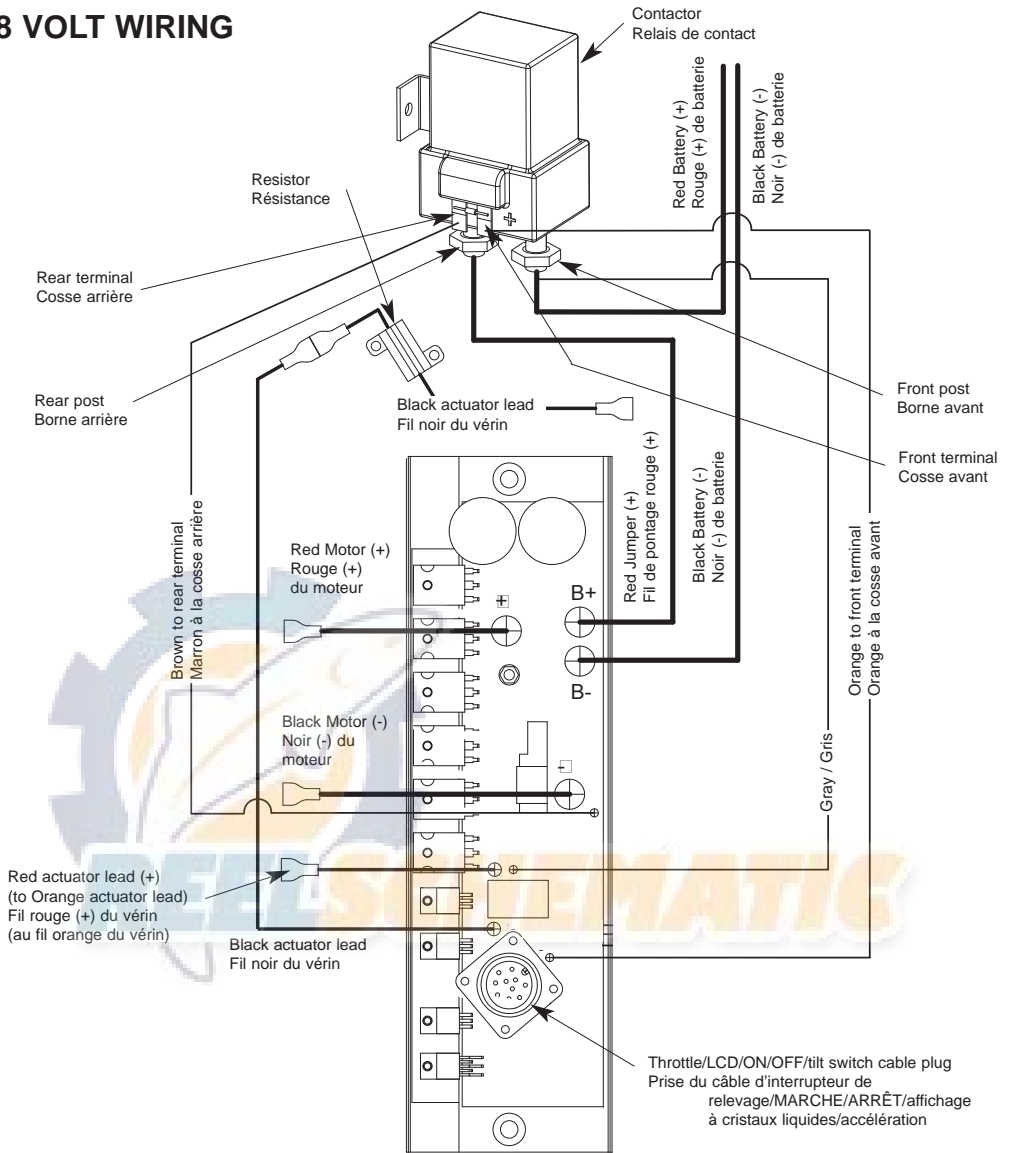 8 VOLT WIRING
Contactor
Relais de contact
Red Battery (+)
Rouge (+) de batterie
Black Battery (-)
Noir (-) de batterie
Resistor
Résistance
+
Rear terminal
Cosse arrière
Rear post
Borne arrière
Black actuator lead
Fil noir du vérin
Front post
Borne avant
Front terminal
Cosse avant
Brown to rear terminal
Marron à la cosse arrière
Red Motor (+)
Rouge (+)
du moteur
Red Jumper (+)
Fil de pontage rouge (+)
Black Battery (-)
Noir (-) de batterie
Orange to front terminal
Orange à la cosse avant
+
B+
B-
Black Motor (-)
Noir (-) du
moteur
-
Gray / Gris
REELSCHEMATIC
Red actuator lead (+)
(to Orange actuator lead)
Fil rouge (+) du vérin
(au fil orange du vérin)
Black actuator lead
Fil noir du vérin
Throttle/LCD/ON/OFF/tilt switch cable plug
Prise du câble d'interrupteur de
relevage/MARCHE/ARRÊT/affichage
à cristaux liquides/accélération